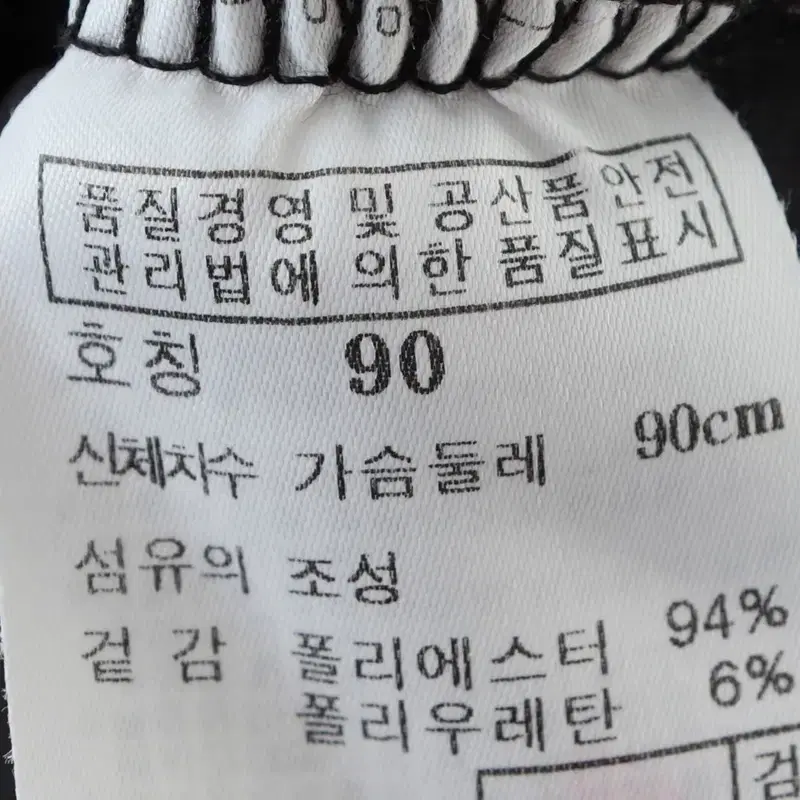 품질경영 및 공산품안전
관리법에 의한 품질표시
호칭 90
신체치수 가슴둘레 90cm
섬유의 조성
겉감 폴리에스터 94%
폴리우레탄 6%
검